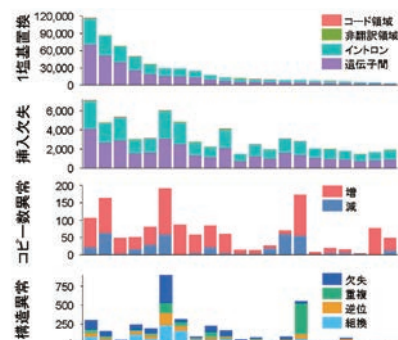 1塩基置換
120,000
90,000
60,000
30,000
0
コード領域
非翻訳領域
イントロン
遺伝子間
挿入欠失
6,000
4,000
2,000
0
コピー数異常
200
150
100
50
0
増
減
構造異常
750
500
250
欠失
重複
逆位
組換